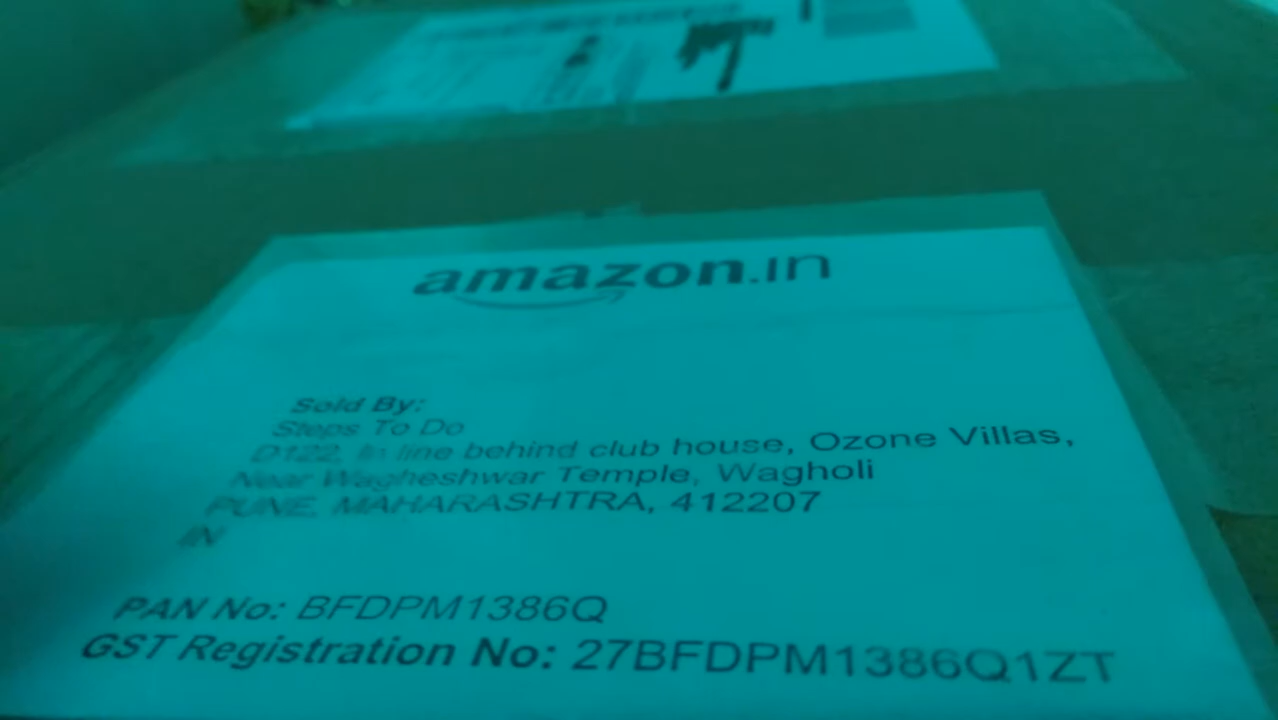 amazon.in
Sold By:
Steps To Do
D122, In line behind club house, Ozone Villas,
Near Wagheshwar Temple, Wagholi
PUNE, MAHARASHTRA, 412207
IN
PAN No: BFDPM1386Q
GST Registration No: 27BFDPM1386Q1ZT